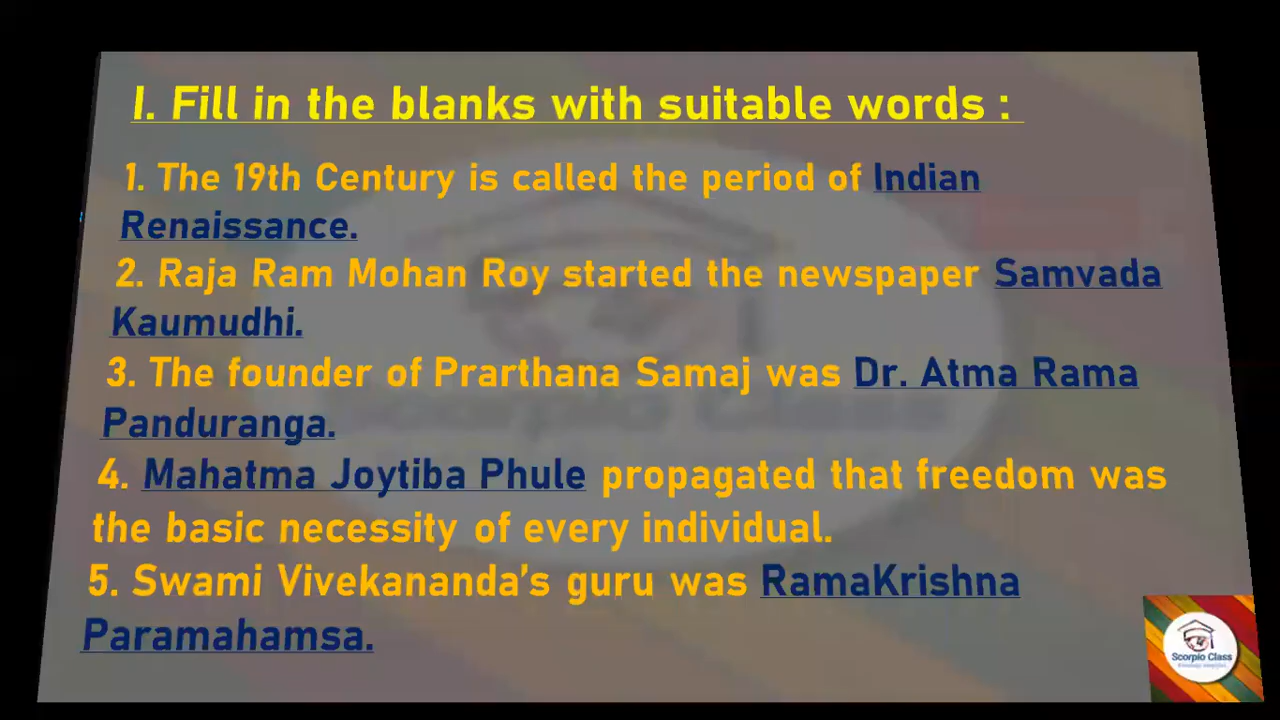 I. Fill in the blanks with suitable words :
1. The 19th Century is called the period of Indian
Renaissance.
2. Raja Ram Mohan Roy started the newspaper Samvada
Kaumudhi.
3. The founder of Prarthana Samaj was Dr. Atma Rama
Panduranga.
4. Mahatma Joytiba Phule propagated that freedom was
the basic necessity of every individual.
5. Swami Vivekananda's guru was RamaKrishna
Paramahamsa.
Scorpio Class